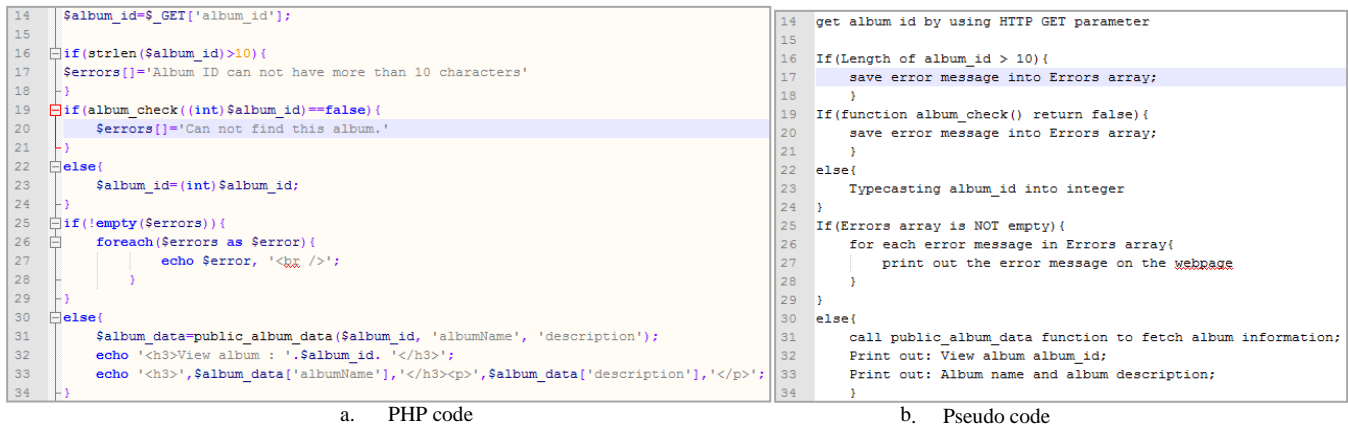 14 $album_id=$_GET['album_id'];
15
16 if(strlen($album_id)>10){
17 $errors[]='Album ID can not have more than 10 characters'
18 }
19 if(album_check((int)$album_id)==false){
20 $errors[]='Can not find this album.'
21 }
22 else{
23 $album_id=(int)$album_id;
24 }
25 if(!empty($errors)){
26 foreach($errors as $error){
27 echo $error, '<br />';
28 }
29 }
30 else{
31 $album_data=public_album_data($album_id, 'albumName', 'description');
32 echo '<h3>View album : '.$album_id. '</h3>';
33 echo '<h3>',$album_data['albumName'],'</h3><p>',$album_data['description'],'</p>';
34 }
a. PHP code
14 get album id by using HTTP GET parameter
15
16 If(Length of album_id > 10){
17 save error message into Errors array;
18 }
19 If(function album_check() return false){
20 save error message into Errors array;
21 }
22 else{
23 Typecasting album_id into integer
24 }
25 If(Errors array is NOT empty){
26 for each error message in Errors array{
27 print out the error message on the webpage
28 }
29 }
30 else{
31 call public_album_data function to fetch album information;
32 Print out: View album album_id;
33 Print out: Album name and album description;
34 }
b. Pseudo code